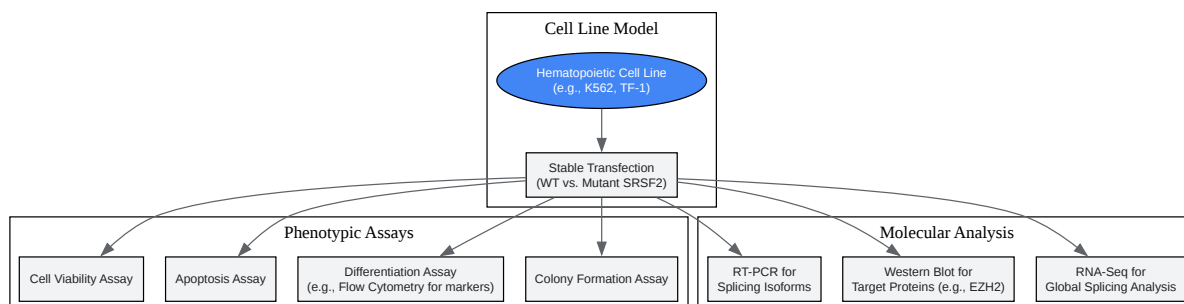 Cell Line Model
Hematopoietic Cell Line
(e.g., K562, TF-1)
Stable Transfection
(WT vs. Mutant SRSF2)
Phenotypic Assays
Molecular Analysis
Cell Viability Assay
Apoptosis Assay
Differentiation Assay
(e.g., Flow Cytometry for markers)
Colony Formation Assay
RT-PCR for
Splicing Isoforms
Western Blot for
Target Proteins (e.g., EZH2)
RNA-Seq for
Global Splicing Analysis